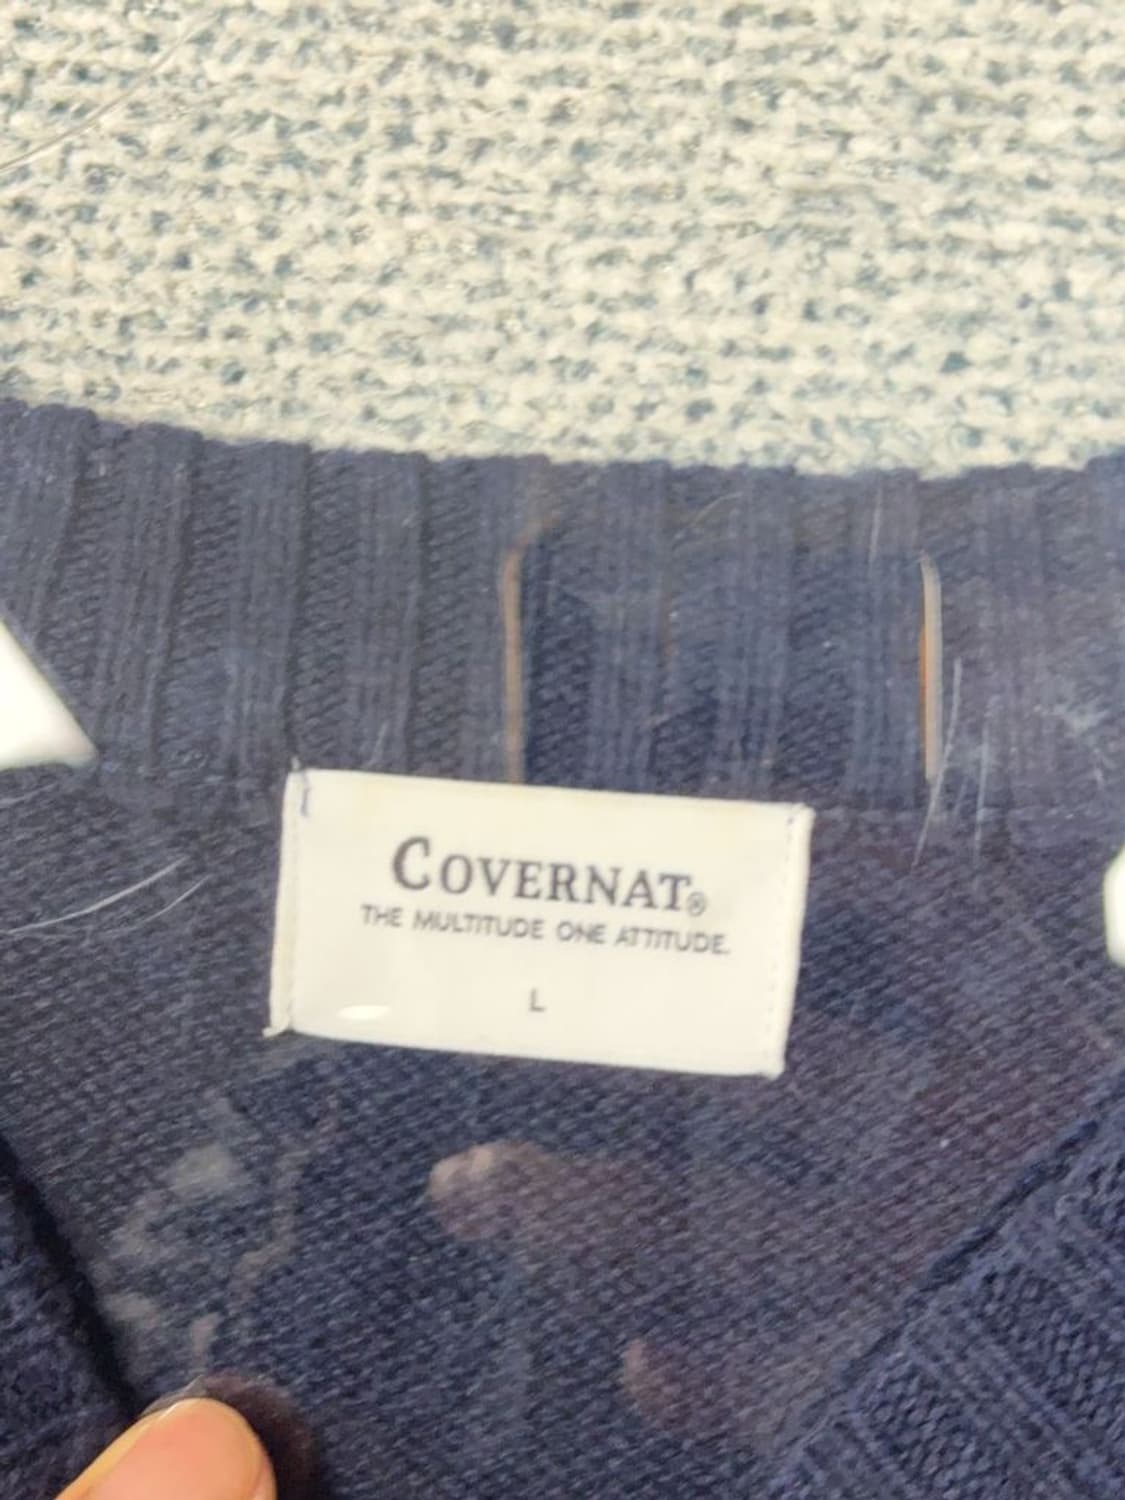 COVERNAT®
THE MULTITUDE ONE ATTITUDE.
L